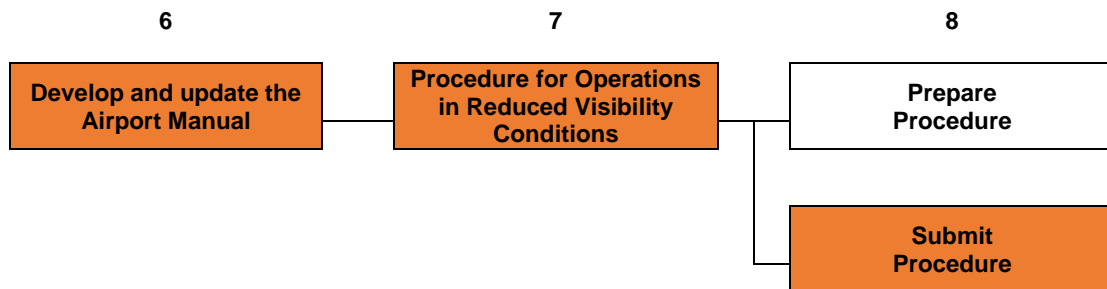 6
7
8
Develop and update the
Airport Manual
Procedure for Operations
in Reduced Visibility
Conditions
Prepare
Procedure
Submit
Procedure